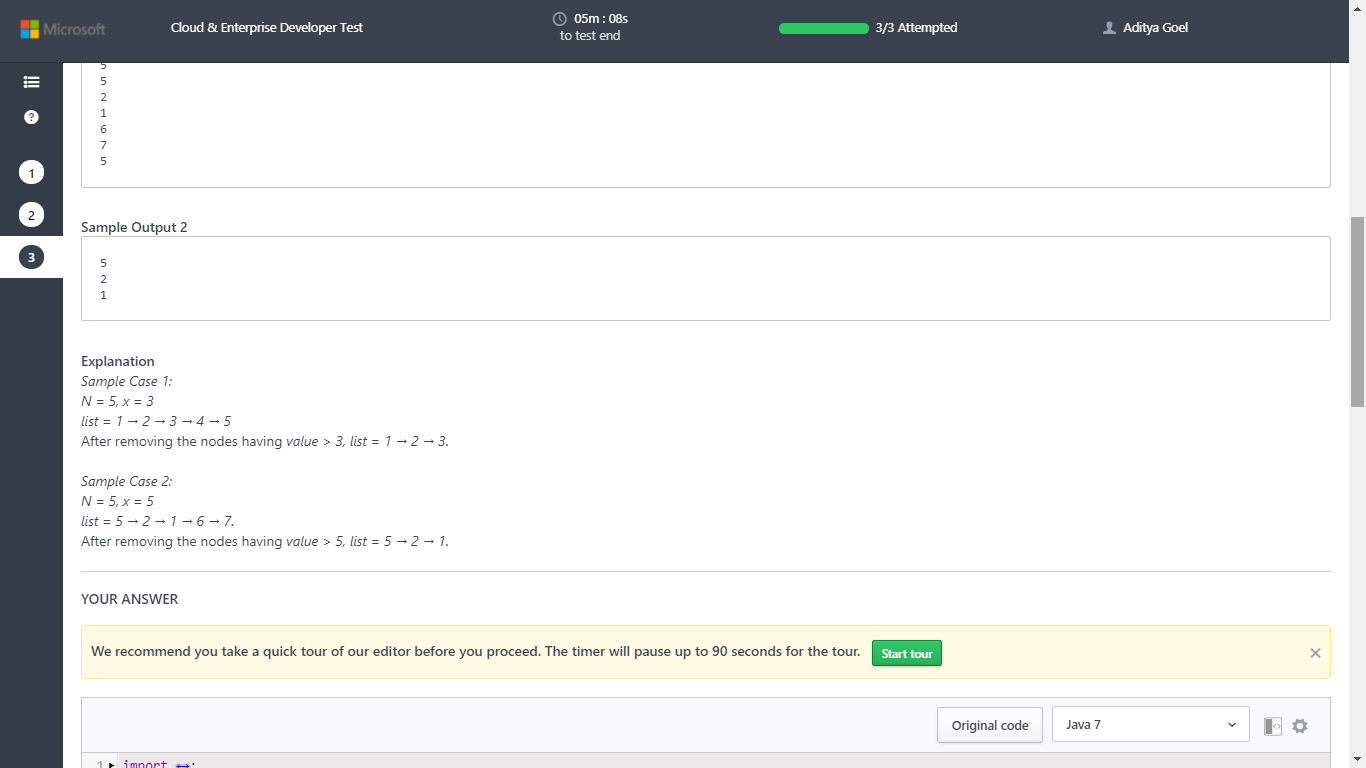 Microsoft
Cloud & Enterprise Developer Test
05m : 08s
to test end
3/3 Attempted
Aditya Goel
?
1
2
3
5
5
2
1
6
7
5
Sample Output 2
5
2
1
Explanation
Sample Case 1:
N = 5, x = 3
list = 1 → 2 → 3 → 4 → 5
After removing the nodes having value > 3, list = 1 → 2 → 3.
Sample Case 2:
N = 5, x = 5
list = 5 → 2 → 1 → 6 → 7.
After removing the nodes having value > 5, list = 5 → 2 → 1.
YOUR ANSWER
We recommend you take a quick tour of our editor before you proceed. The timer will pause up to 90 seconds for the tour.
Start tour
Original code
Java 7
1 import ↔;